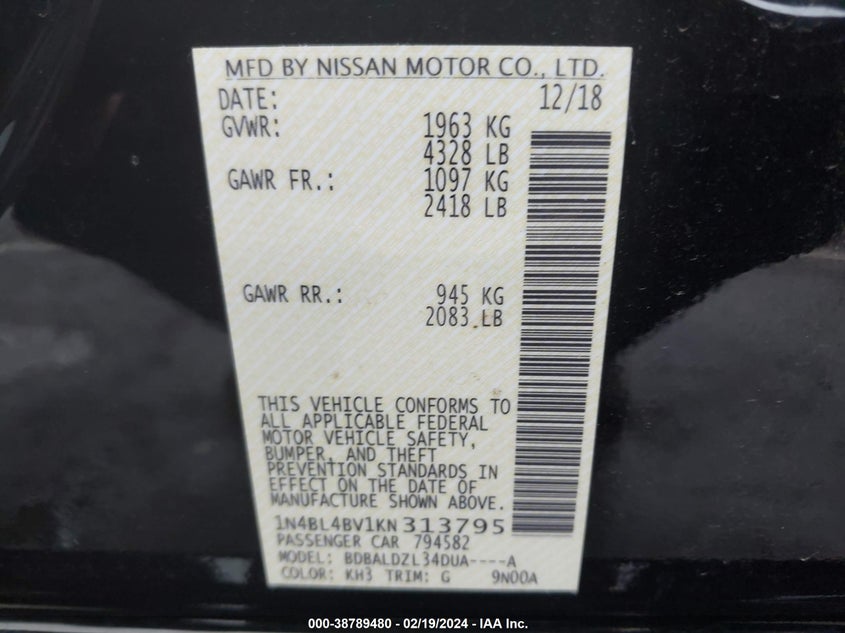 MFD BY NISSAN MOTOR CO., LTD.
DATE: 12/18
GVWR: 1963 KG
4328 LB
GAWR FR.: 1097 KG
2418 LB
GAWR RR.: 945 KG
2083 LB
THIS VEHICLE CONFORMS TO
ALL APPLICABLE FEDERAL
MOTOR VEHICLE SAFETY,
BUMPER, AND THEFT
PREVENTION STANDARDS IN
EFFECT ON THE DATE OF
MANUFACTURE SHOWN ABOVE.
1N4BL4BV1KN313795
PASSENGER CAR 794582
MODEL: BDBALDZL34DUA----A
COLOR: KH3 TRIM: G 9N00A
000-38789480 - 02/19/2024 - IAA Inc.